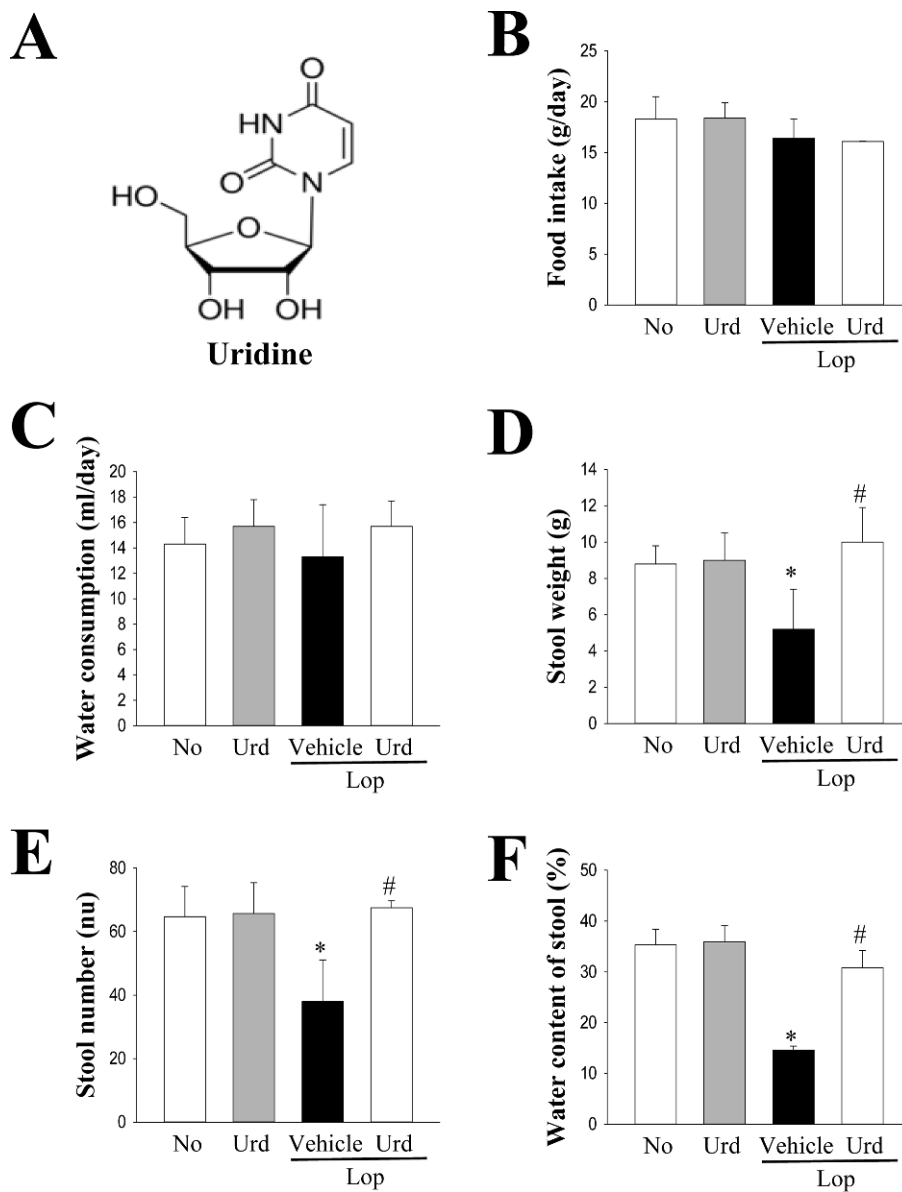 A
O
HN
O
N
HO
O
OH
OH
Uridine
B
Food intake (g/day)
25
20
15
10
5
0
No Urd Vehicle Urd
Lop
C
Water consumption (ml/day)
20
18
16
14
12
10
8
6
4
2
0
No Urd Vehicle Urd
Lop
D
Stool weight (g)
14
12
10
8
6
4
2
0
*
#
No Urd Vehicle Urd
Lop
E
Stool number (nu)
80
60
40
20
0
*
#
No Urd Vehicle Urd
Lop
F
Water content of stool (%)
50
40
30
20
10
0
*
#
No Urd Vehicle Urd
Lop